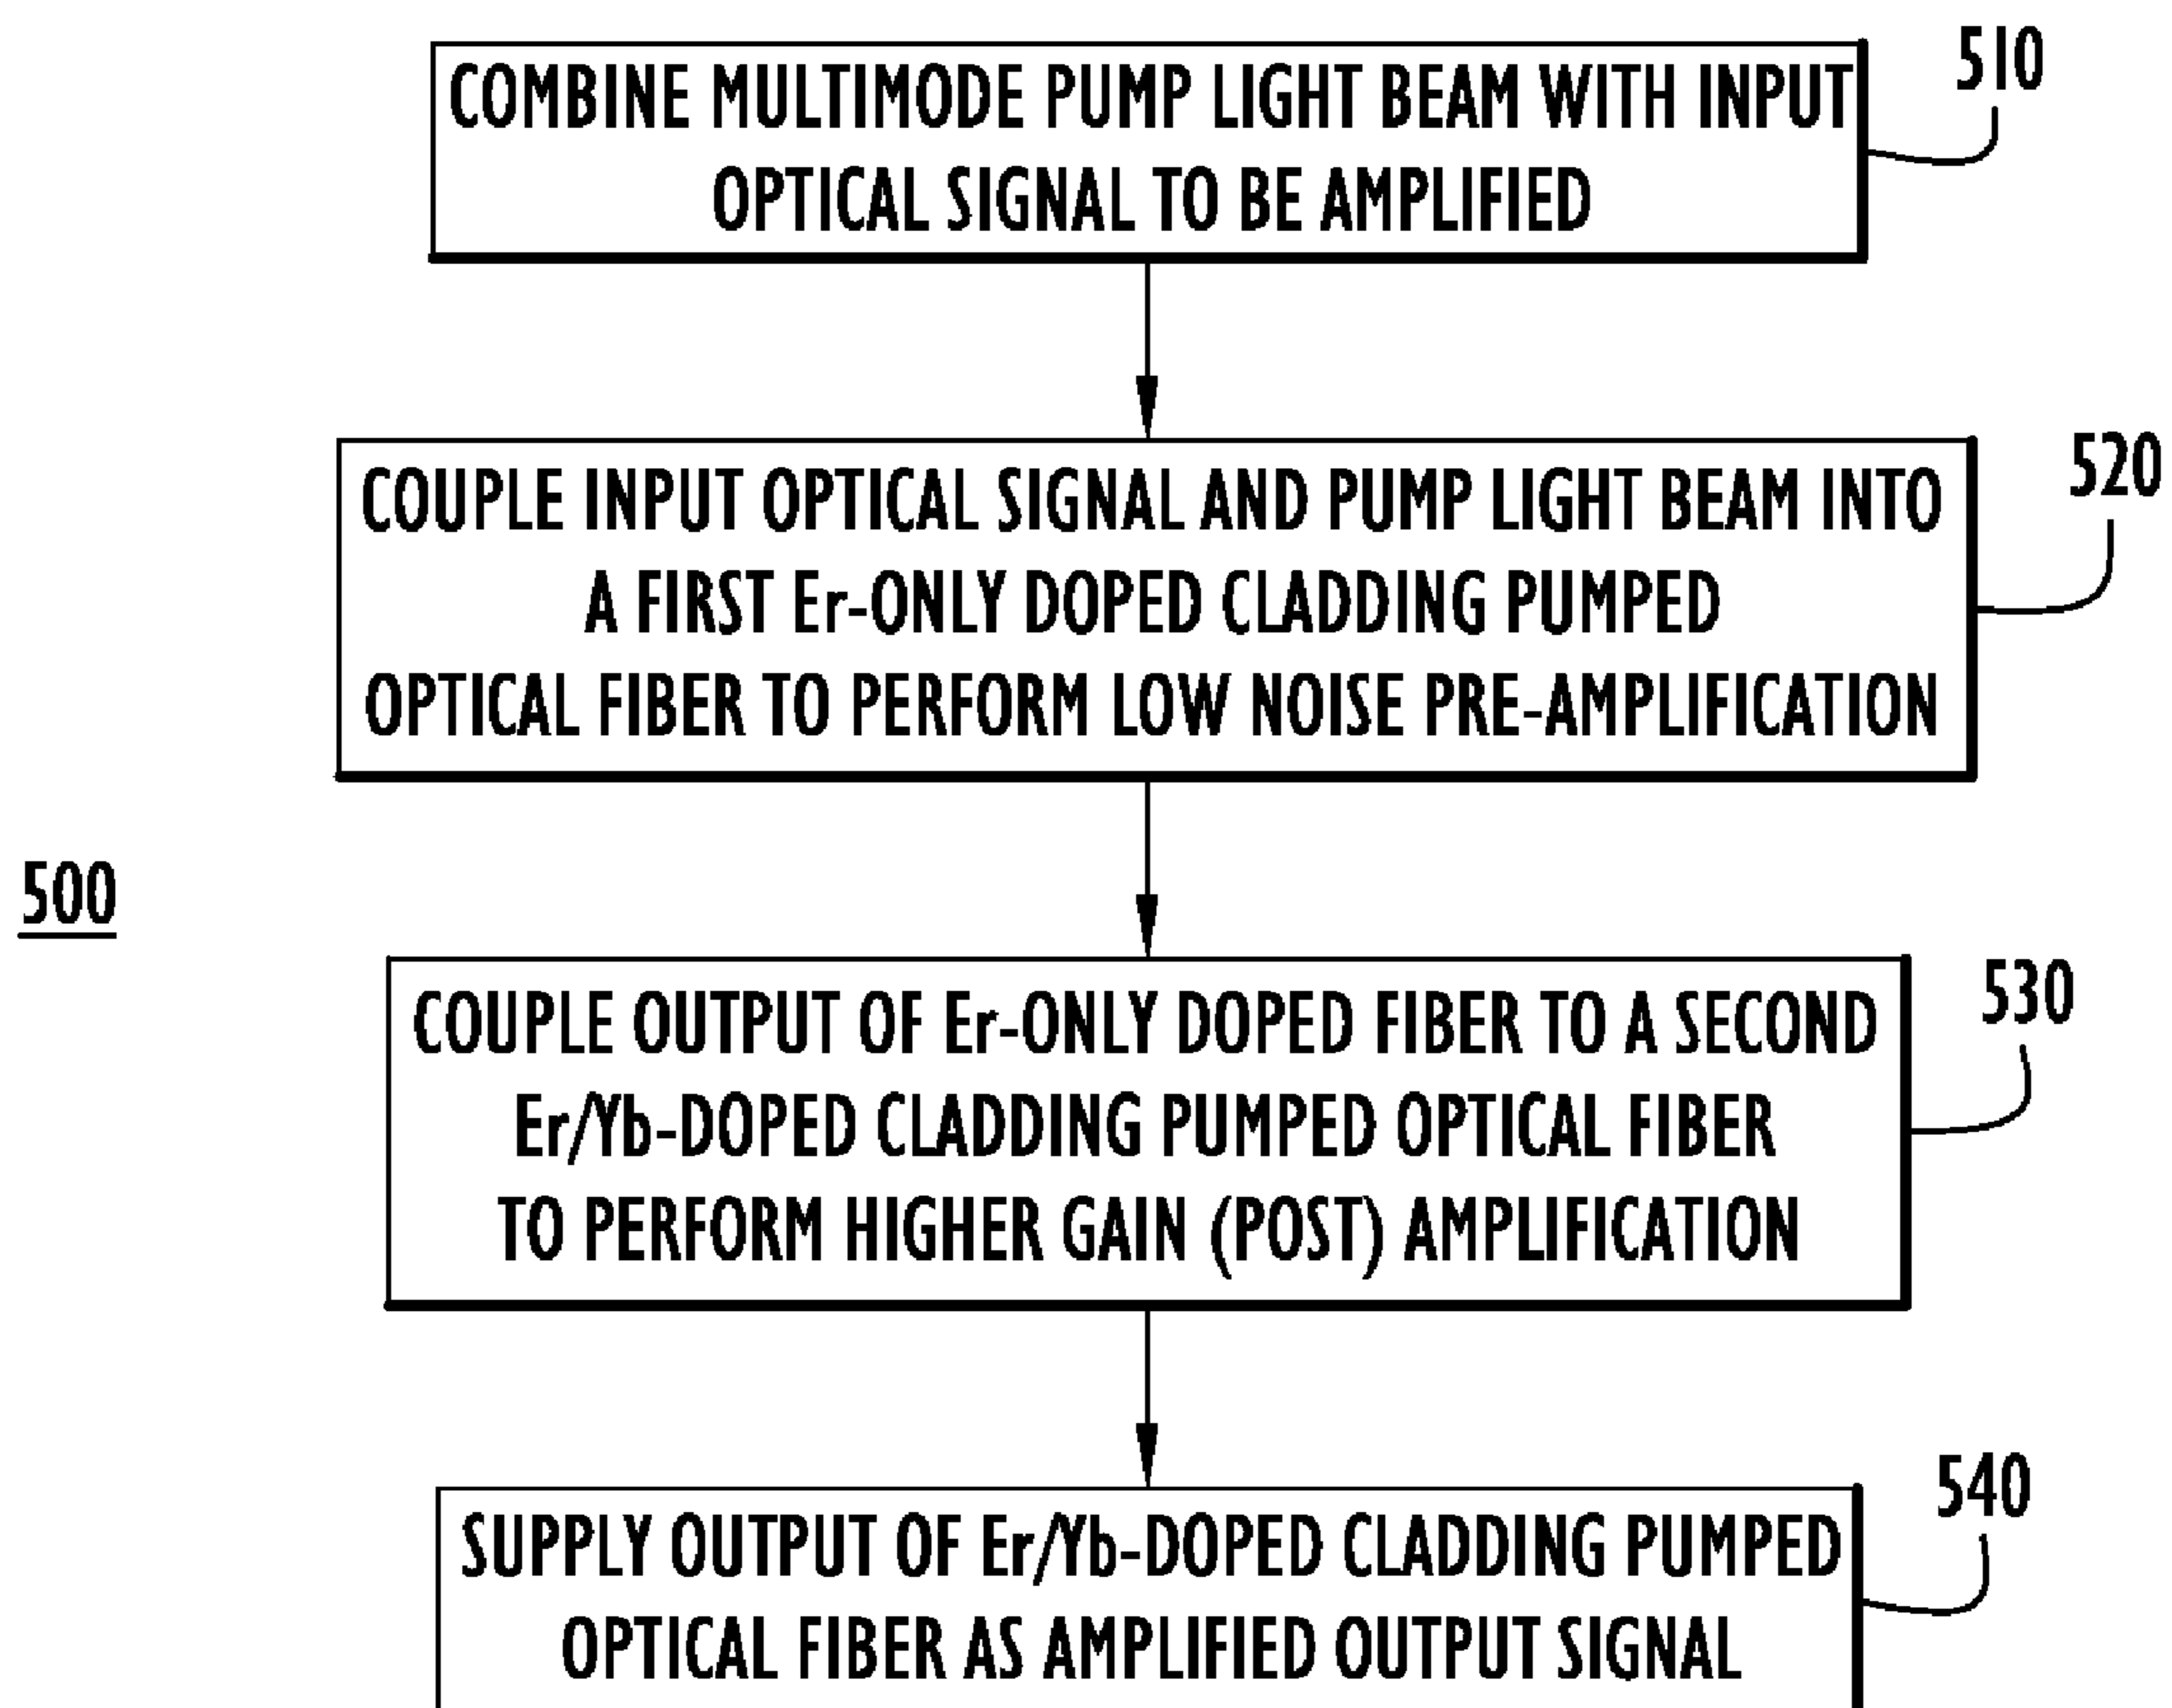 510
COMBINE MULTIMODE PUMP LIGHT BEAM WITH INPUT
OPTICAL SIGNAL TO BE AMPLIFIED
520
COUPLE INPUT OPTICAL SIGNAL AND PUMP LIGHT BEAM INTO
A FIRST Er-ONLY DOPED CLADDING PUMPED
OPTICAL FIBER TO PERFORM LOW NOISE PRE-AMPLIFICATION
500
530
COUPLE OUTPUT OF Er-ONLY DOPED FIBER TO A SECOND
Er/Yb-DOPED CLADDING PUMPED OPTICAL FIBER
TO PERFORM HIGHER GAIN (POST) AMPLIFICATION
540
SUPPLY OUTPUT OF Er/Yb-DOPED CLADDING PUMPED
OPTICAL FIBER AS AMPLIFIED OUTPUT SIGNAL